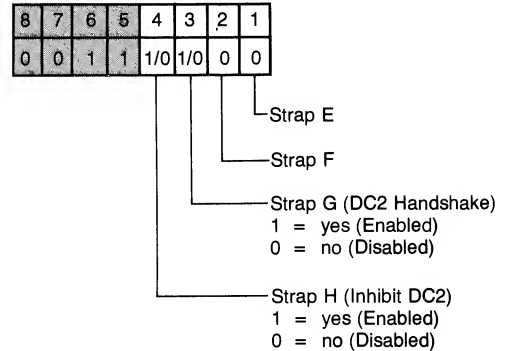 8 7 6 5 4 3 2 1
0 0 1 1 1/0 1/0 0 0
Strap E
Strap F
Strap G (DC2 Handshake)
1 = yes (Enabled)
0 = no (Disabled)
Strap H (Inhibit DC2)
1 = yes (Enabled)
0 = no (Disabled)